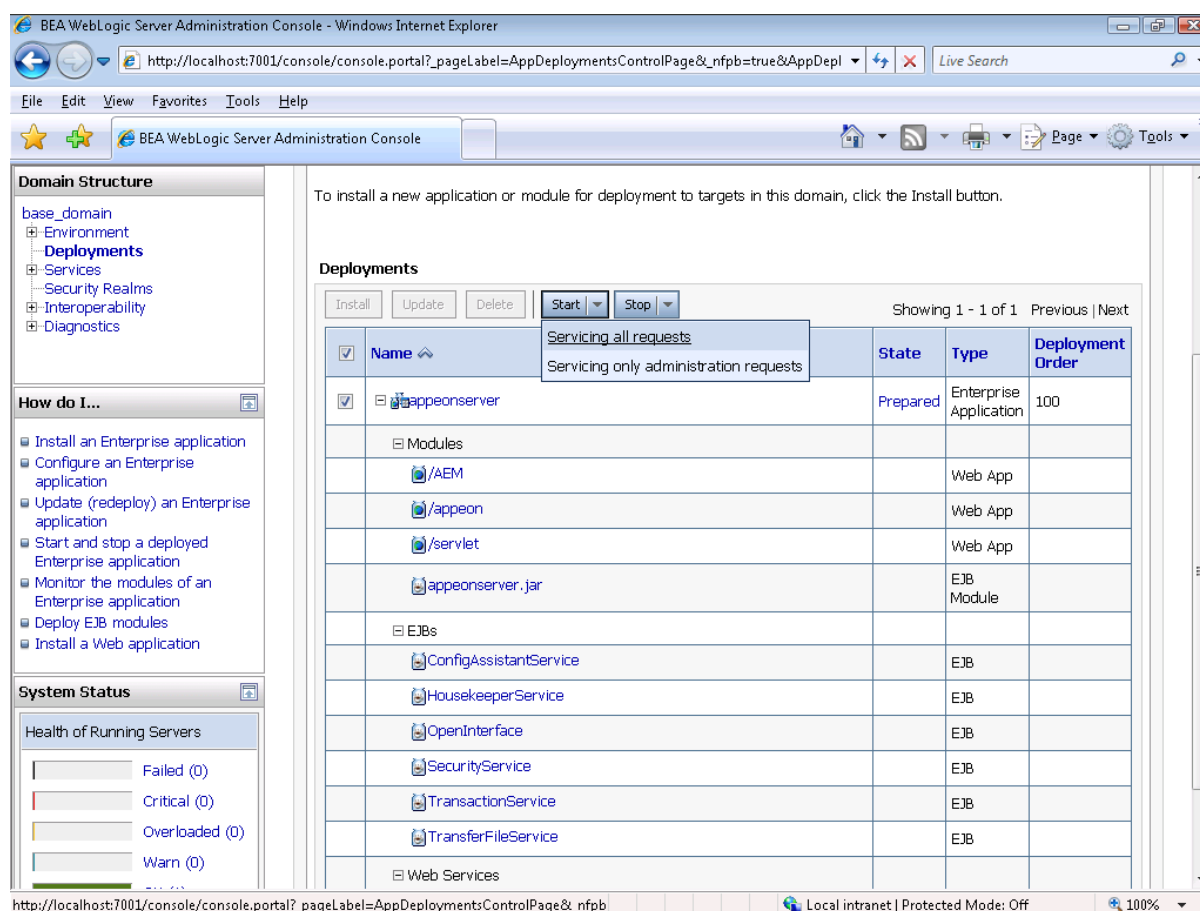 BEA WebLogic Server Administration Console - Windows Internet Explorer
http://localhost:7001/console/console.portal?_pageLabel=AppDeploymentsControlPage&_nfpb=true&AppDepl
Live Search
File Edit View Favorites Tools Help
BEA WebLogic Server Administration Console
Page Tools
Domain Structure
base_domain
Environment
Deployments
Services
Security Realms
Interoperability
Diagnostics
How do I...
Install an Enterprise application
Configure an Enterprise
application
Update (redeploy) an Enterprise
application
Start and stop a deployed
Enterprise application
Monitor the modules of an
Enterprise application
Deploy EJB modules
Install a Web application
System Status
Health of Running Servers
Failed (0)
Critical (0)
Overloaded (0)
Warn (0)
To install a new application or module for deployment to targets in this domain, click the Install button.
Deployments
Install Update Delete Start Stop Showing 1 - 1 of 1 Previous | Next
Servicing all requests
Servicing only administration requests
Name State Type Deployment
Order
appeonserver Prepared Enterprise
Application 100
Modules
/AEM Web App
/appeon Web App
/servlet Web App
appeonserver.jar EJB
Module
EJBs
ConfigAssistantService EJB
HousekeeperService EJB
OpenInterface EJB
SecurityService EJB
TransactionService EJB
TransferFileService EJB
Web Services
http://localhost:7001/console/console.portal?_pageLabel=AppDeploymentsControlPage&_nfpb
Local intranet | Protected Mode: Off
100%